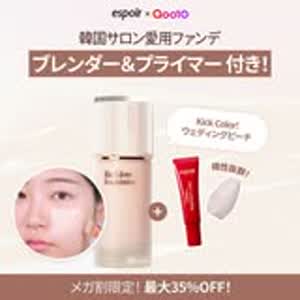 espoir × Qoo10
韓国サロン愛用ファンデ
ブレンダー&プライマー 付き!
Kick Color!
ウェディングピーチ
+
メガ割限定! 最大35%OFF!